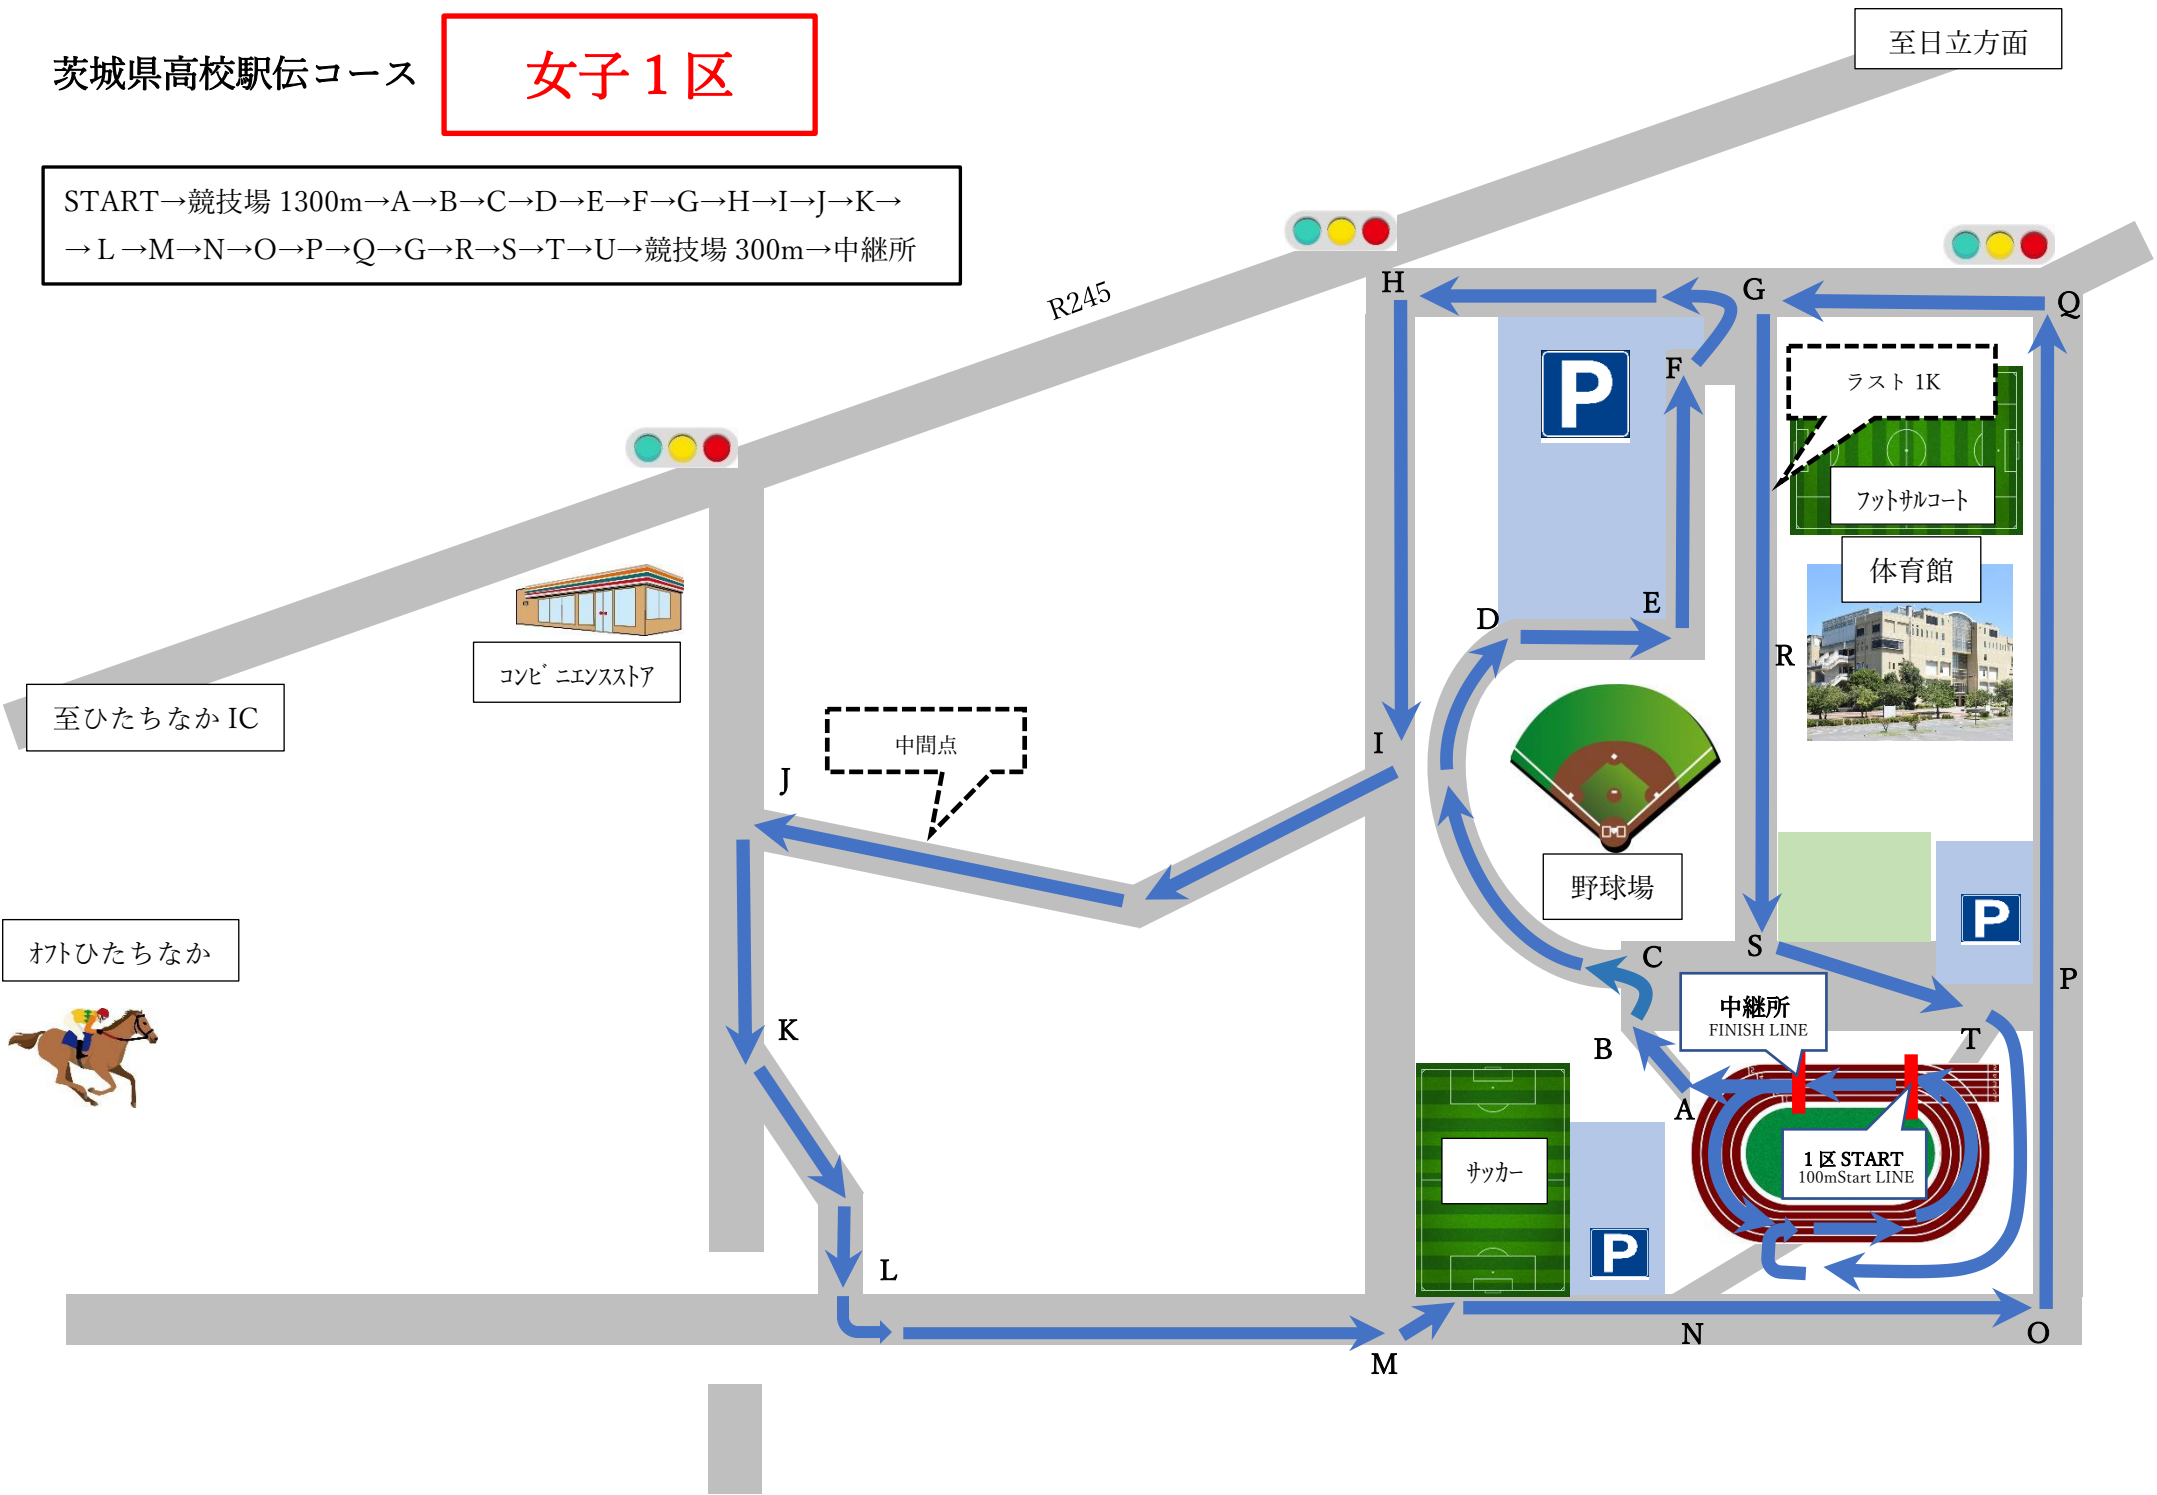 茨城県高校駅伝コース
女子1区
START→競技場 1300m→A→B→C→D→E→F→G→H→I→J→K→
→ L →M→N→O→P→Q→G→R→S→T→U→競技場 300m→中継所
至日立方面
R245
H
G
Q
F
ラスト 1K
フットサルコート
体育館
コンビニエンスストア
至ひたちなか IC
D
E
R
中間点
I
J
野球場
オフトひたちなか
C
S
P
中継所
FINISH LINE
K
B
T
A
サッカー
1区 START
100mStart LINE
L
N
O
M
P
P
P